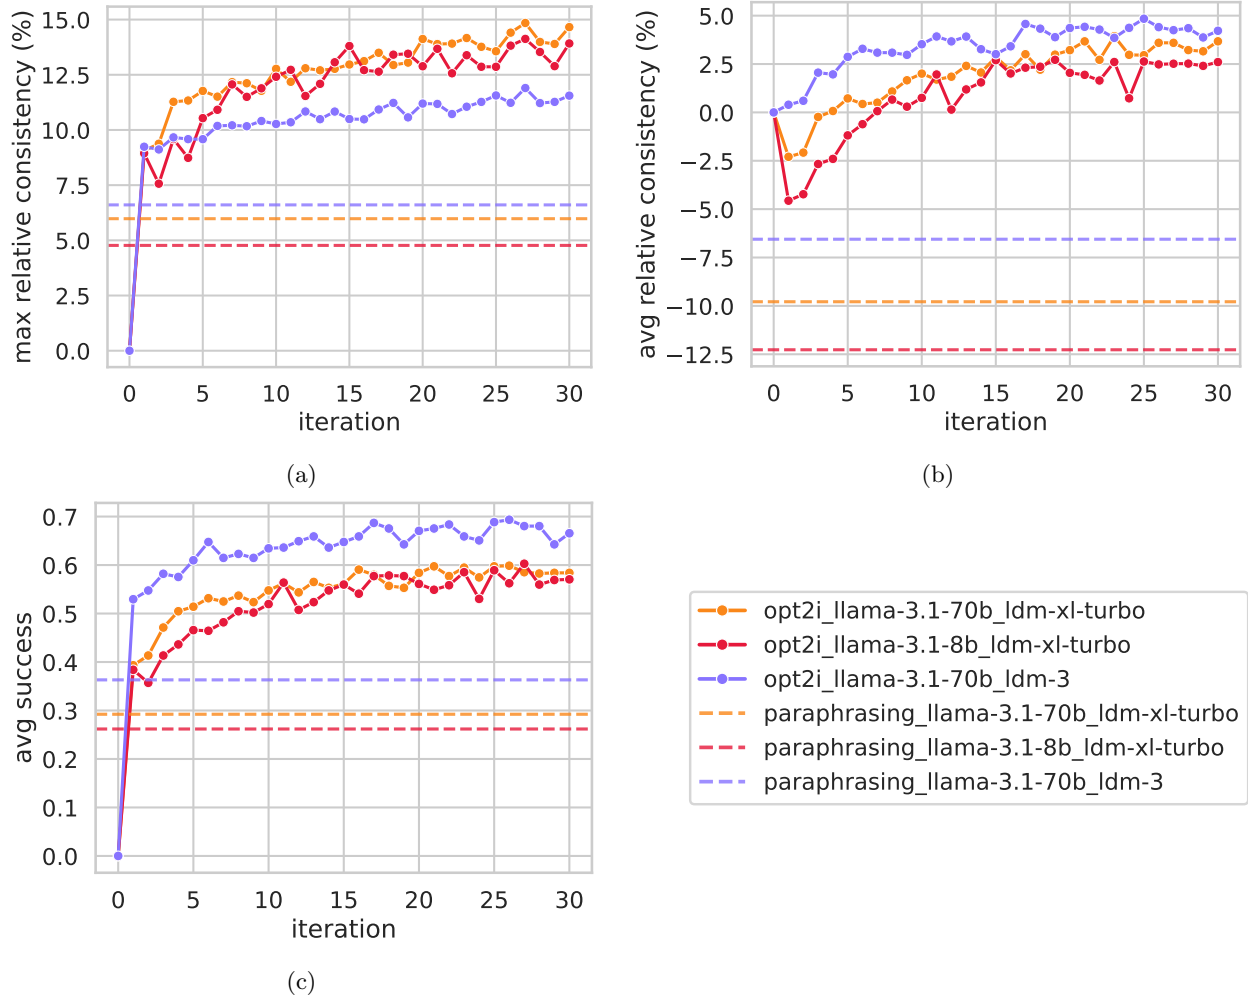 max relative consistency (%)
15.0
12.5
10.0
7.5
5.0
2.5
0.0
0 5 10 15 20 25 30
iteration
(a)
avg relative consistency (%)
5.0
2.5
0.0
−2.5
−5.0
−7.5
−10.0
−12.5
0 5 10 15 20 25 30
iteration
(b)
avg success
0.7
0.6
0.5
0.4
0.3
0.2
0.1
0.0
0 5 10 15 20 25 30
iteration
(c)
opt2i_llama-3.1-70b_ldm-xl-turbo
opt2i_llama-3.1-8b_ldm-xl-turbo
opt2i_llama-3.1-70b_ldm-3
paraphrasing_llama-3.1-70b_ldm-xl-turbo
paraphrasing_llama-3.1-8b_ldm-xl-turbo
paraphrasing_llama-3.1-70b_ldm-3